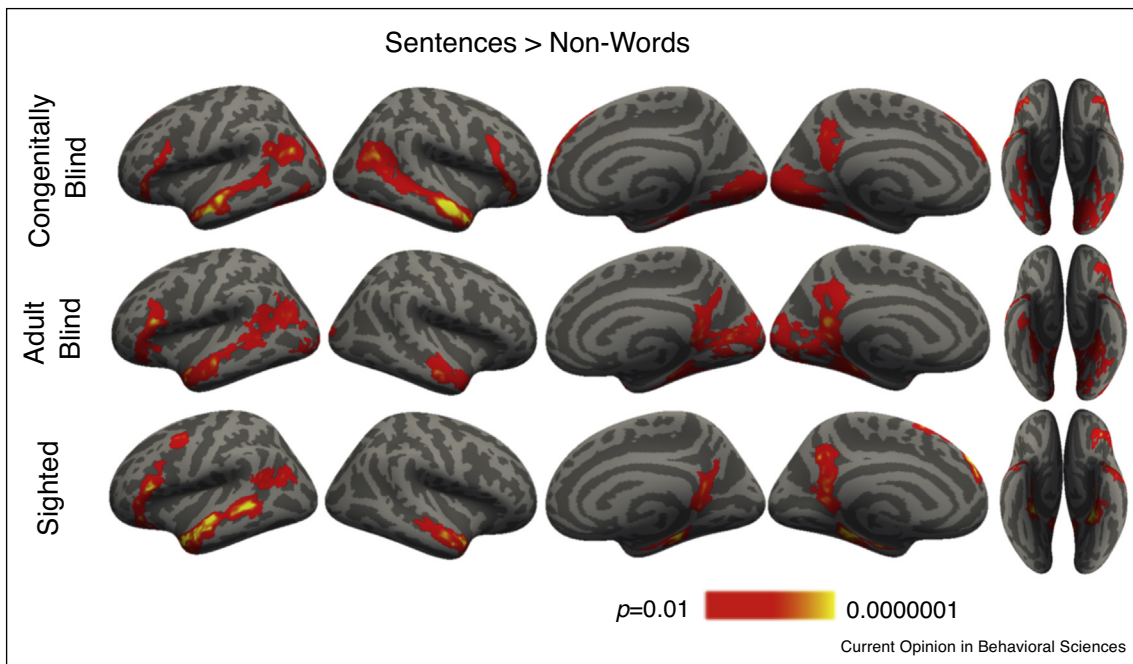 Sentences > Non-Words
Congenitally
Blind
Adult
Blind
Sighted
p=0.01 0.0000001
Current Opinion in Behavioral Sciences